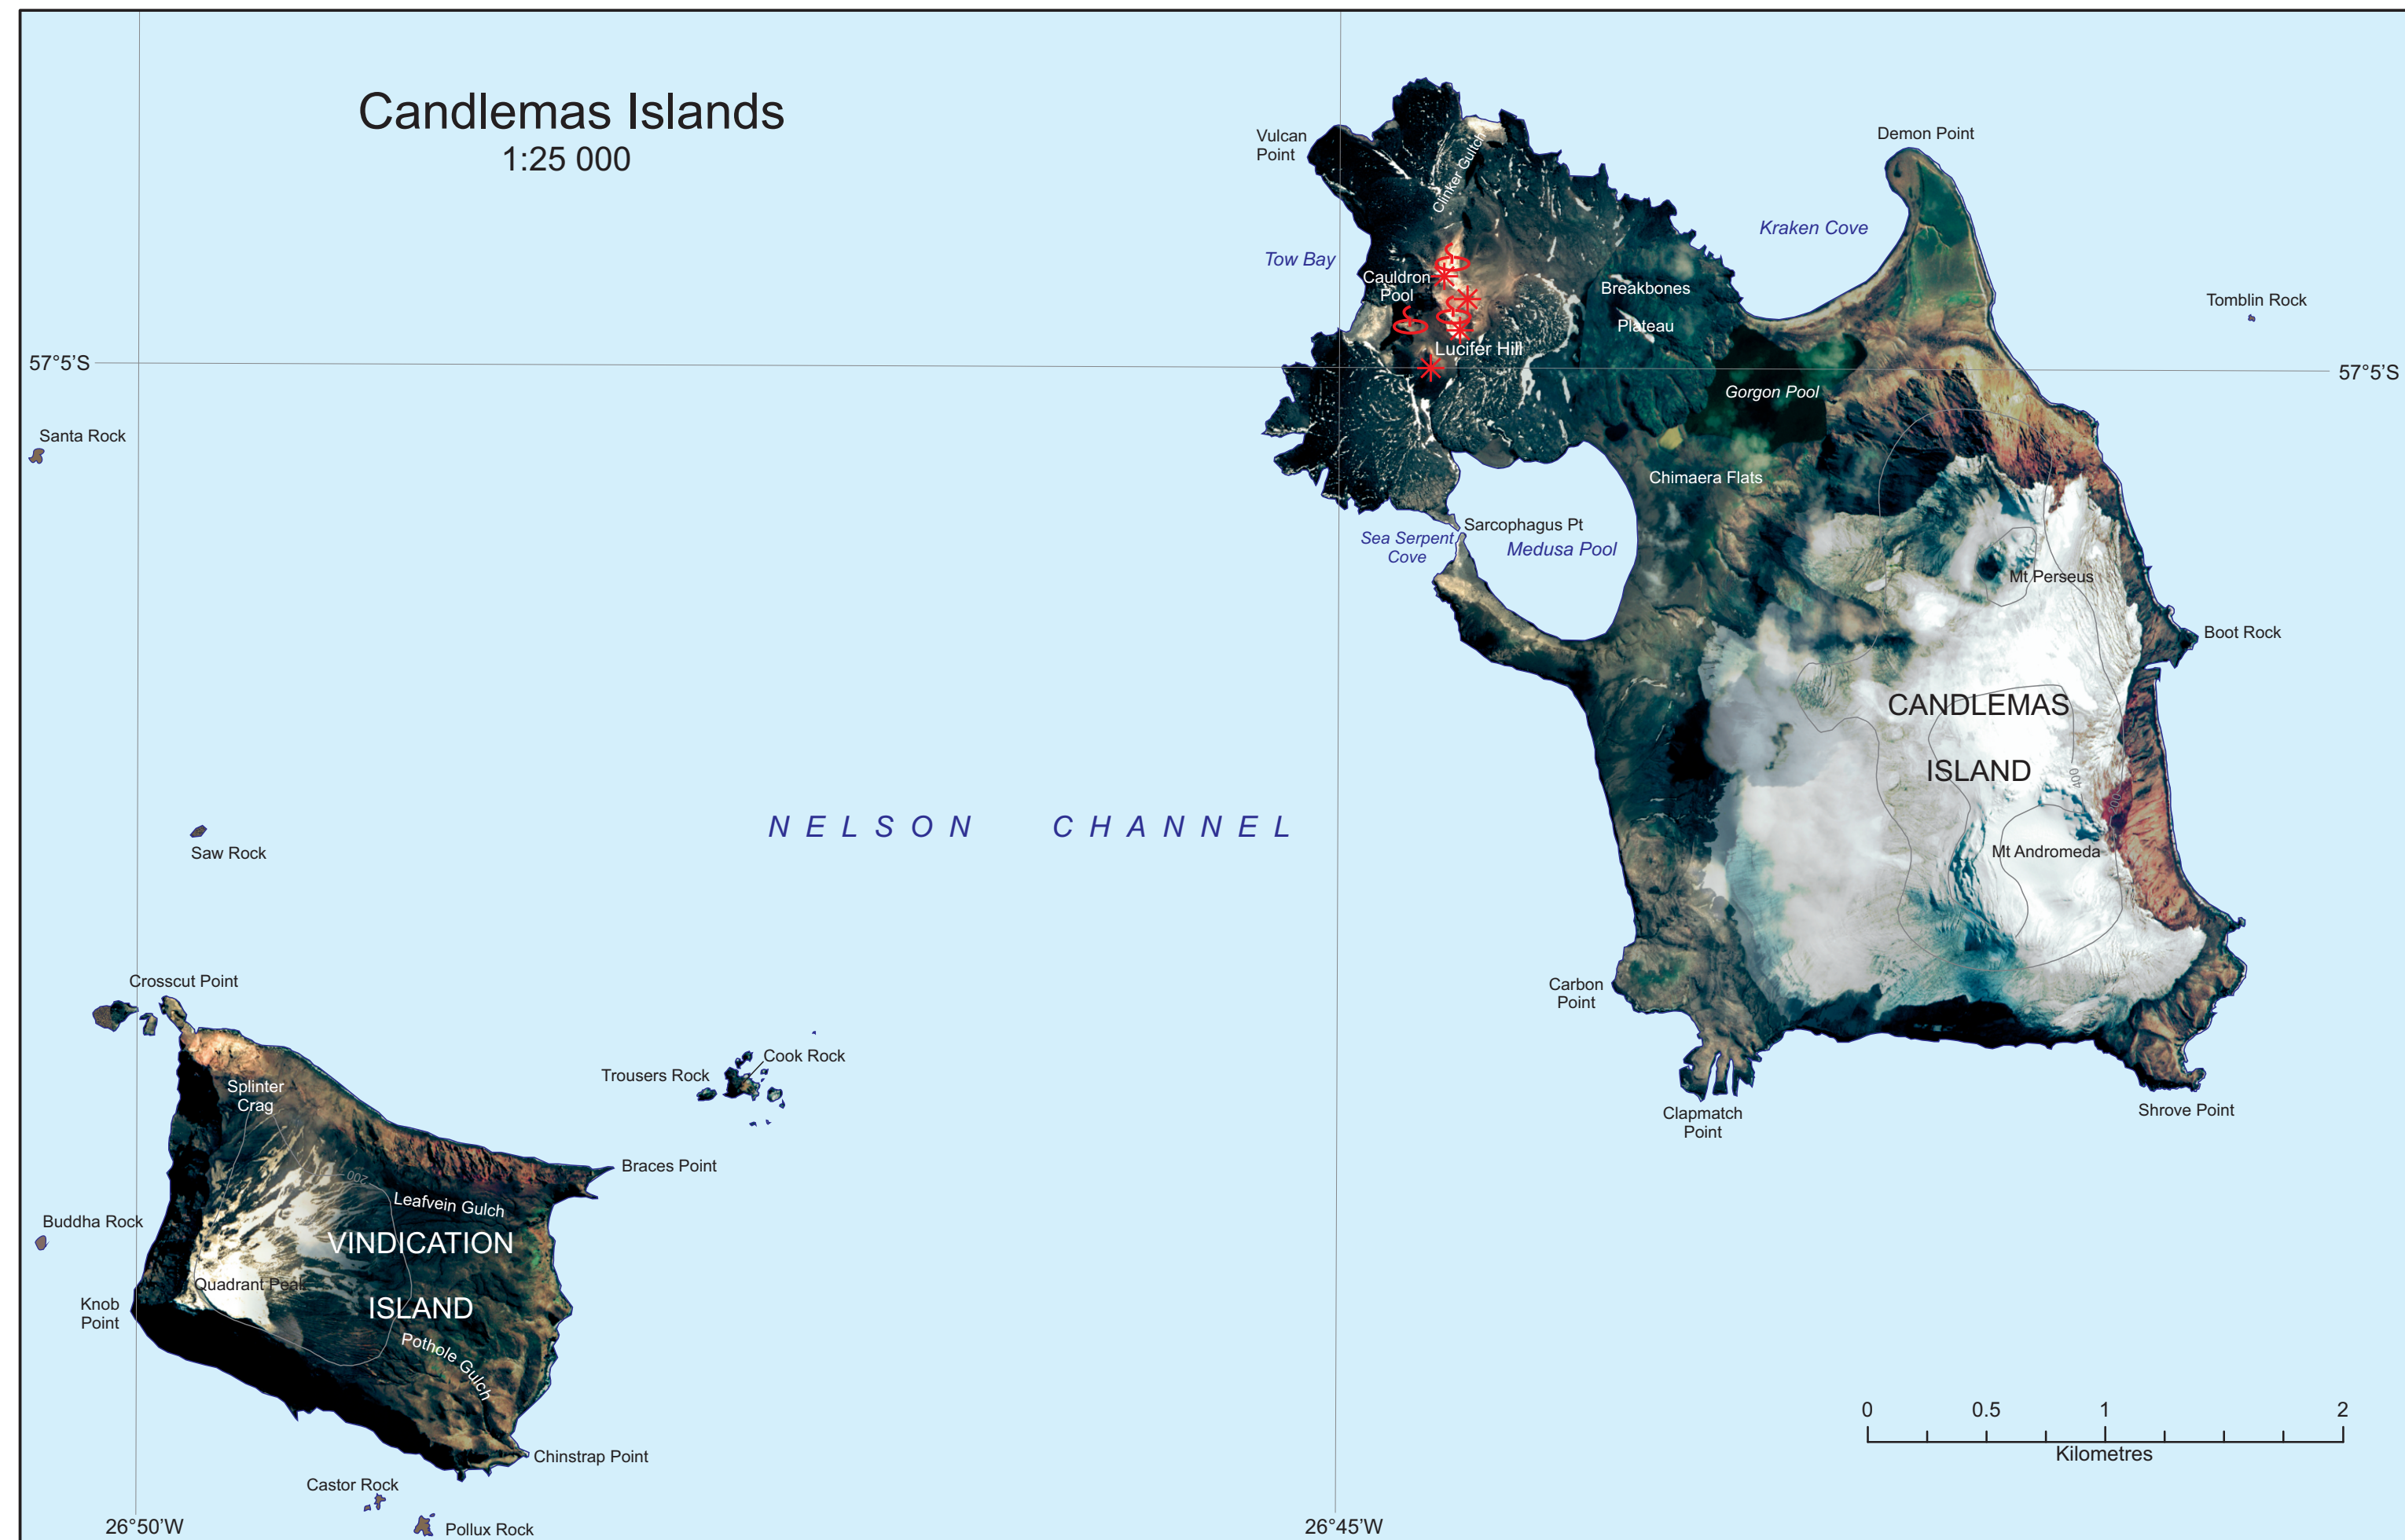 Candlemas Islands
1:25 000
Vulcan
Point
Clinker Gulch
Demon Point
Kraken Cove
Tow Bay
Cauldron
Pool
Breakbones
Plateau
Tomblin Rock
Lucifer Hill
57°5'S
57°5'S
Gorgon Pool
Santa Rock
Chimaera Flats
Sarcophagus Pt
Sea Serpent
Cove
Medusa Pool
Mt Perseus
Boot Rock
CANDLEMAS
ISLAND
400
200
NELSON CHANNEL
Saw Rock
Mt Andromeda
Crosscut Point
Carbon
Point
Cook Rock
Trousers Rock
Splinter
Crag
Clapmatch
Point
Shrove Point
Braces Point
200
Leafvein Gulch
Buddha Rock
VINDICATION
Quadrant Peak
ISLAND
Knob
Point
Pothole Gulch
0 0.5 1 2
Kilometres
Chinstrap Point
Castor Rock
Pollux Rock
26°50'W
26°45'W